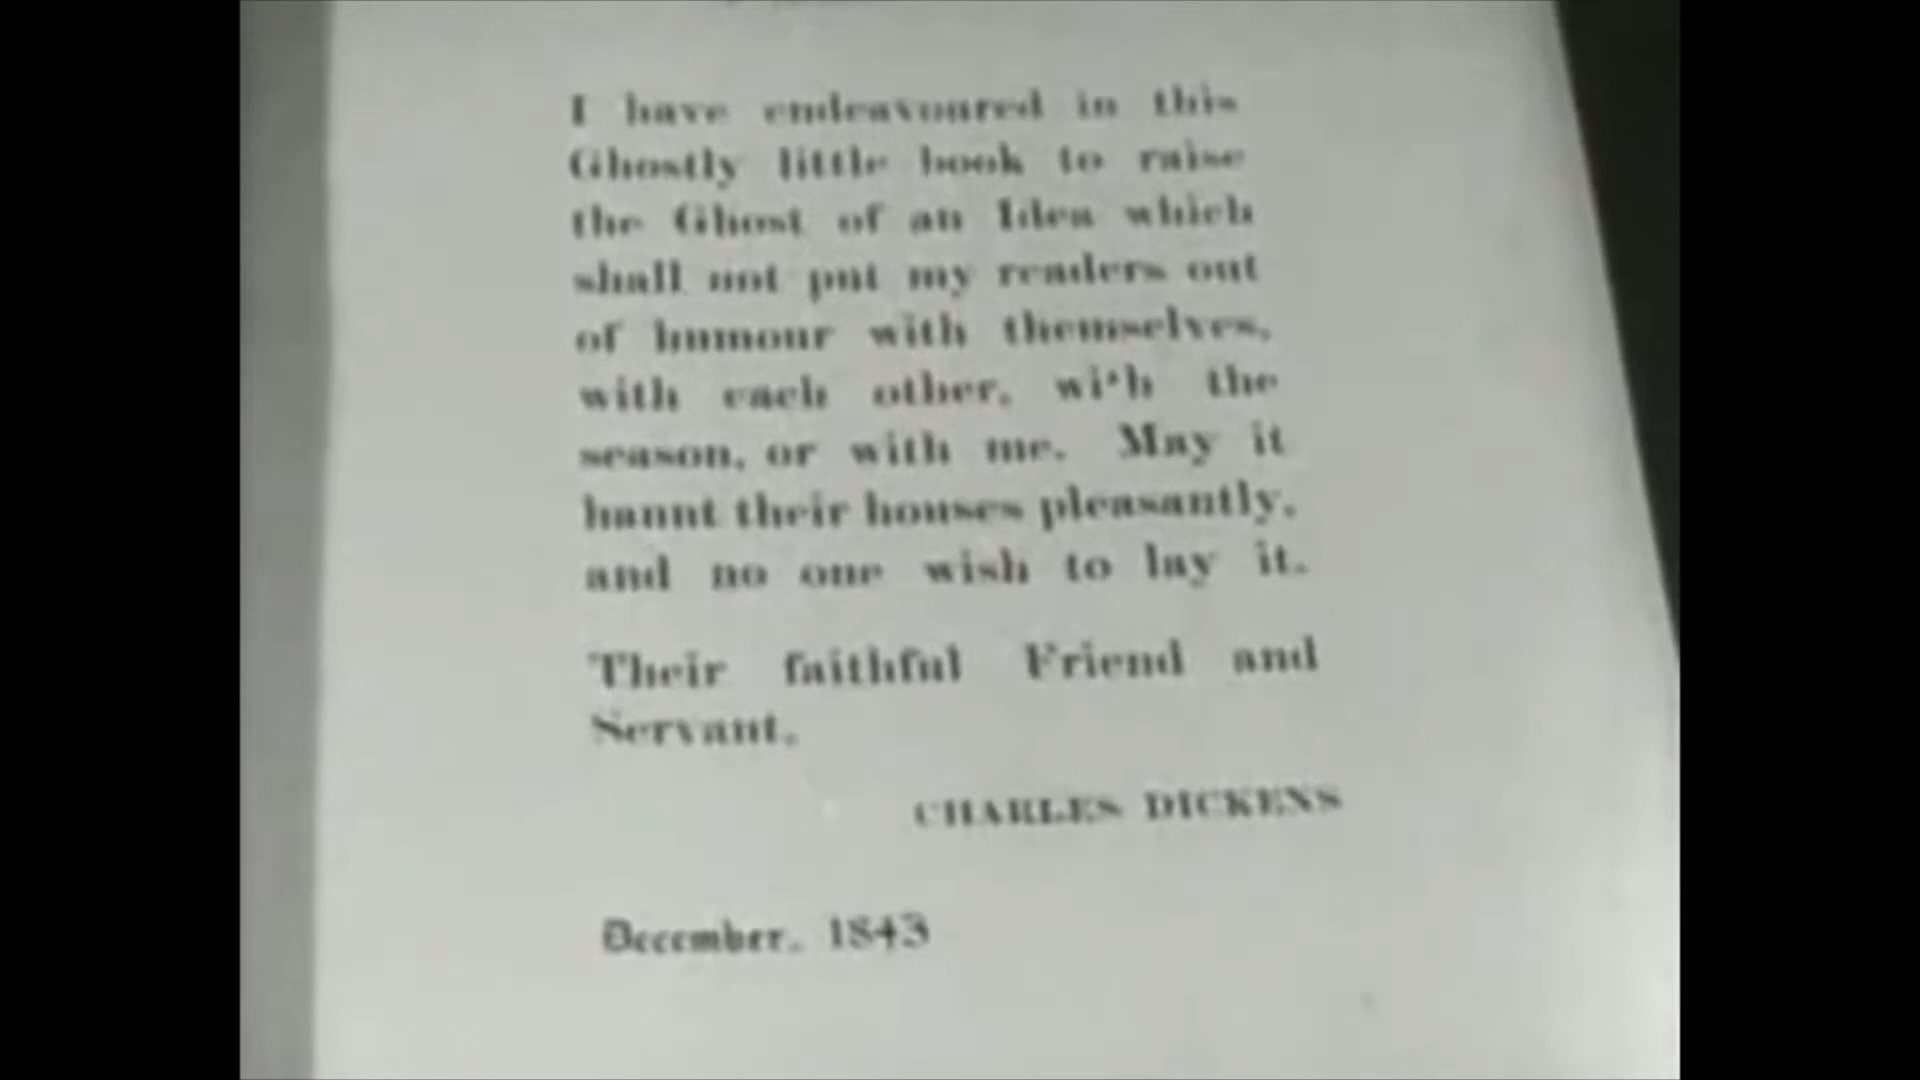 I have endeavoured in this
Ghostly little book to raise
the Ghost of an Idea which
shall not put my readers out
of humour with themselves,
with each other, with the
season, or with me. May it
haunt their houses pleasantly,
and no one wish to lay it.
Their faithful Friend and
Servant,
CHARLES DICKENS
December, 1843